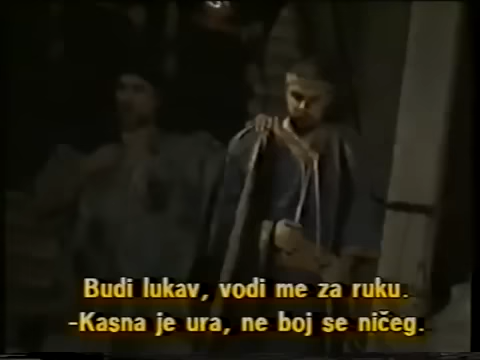 Budi lukav, vodi me za ruku.
-Kasna je ura, ne boj se ničeg.